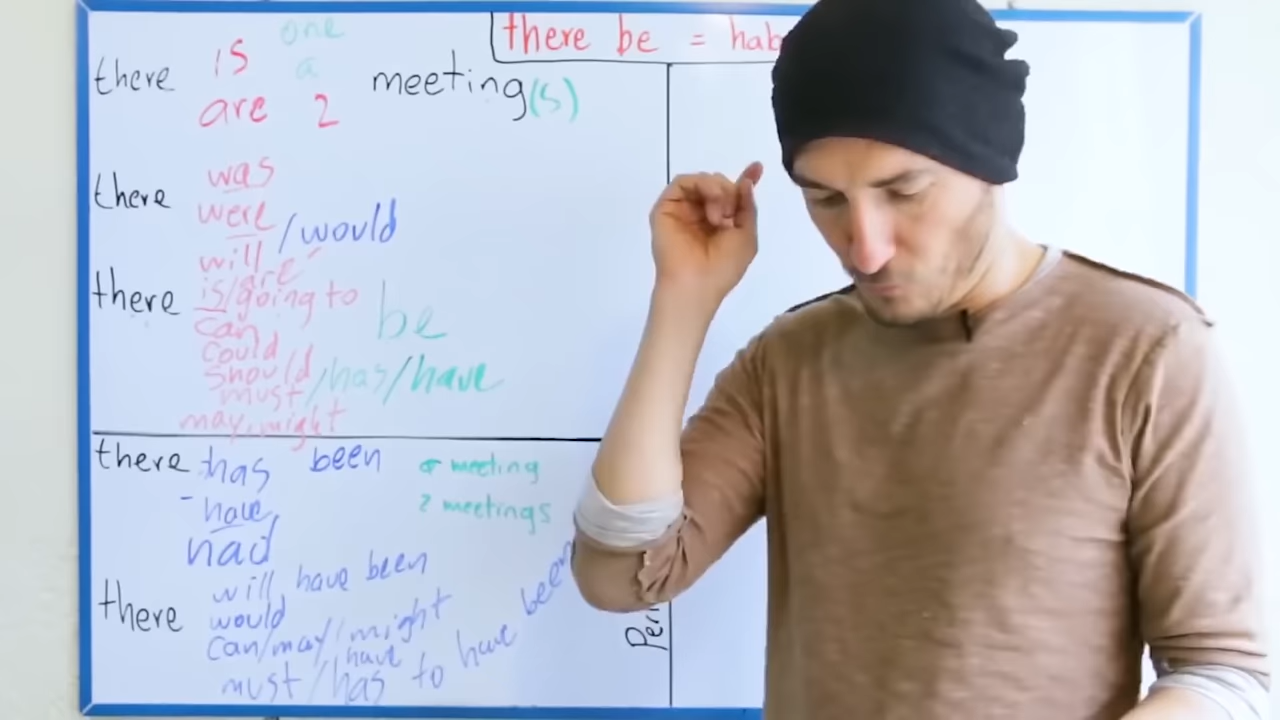 there be = hab
one
there is a meeting(s)
are 2
was
there were /would
will are
there is/going to be
can
could
should /has/have
must
may, might
there has been a meeting
- have 2 meetings
had
will have been
there would
can/may/might
must/has to have been
have
Peri